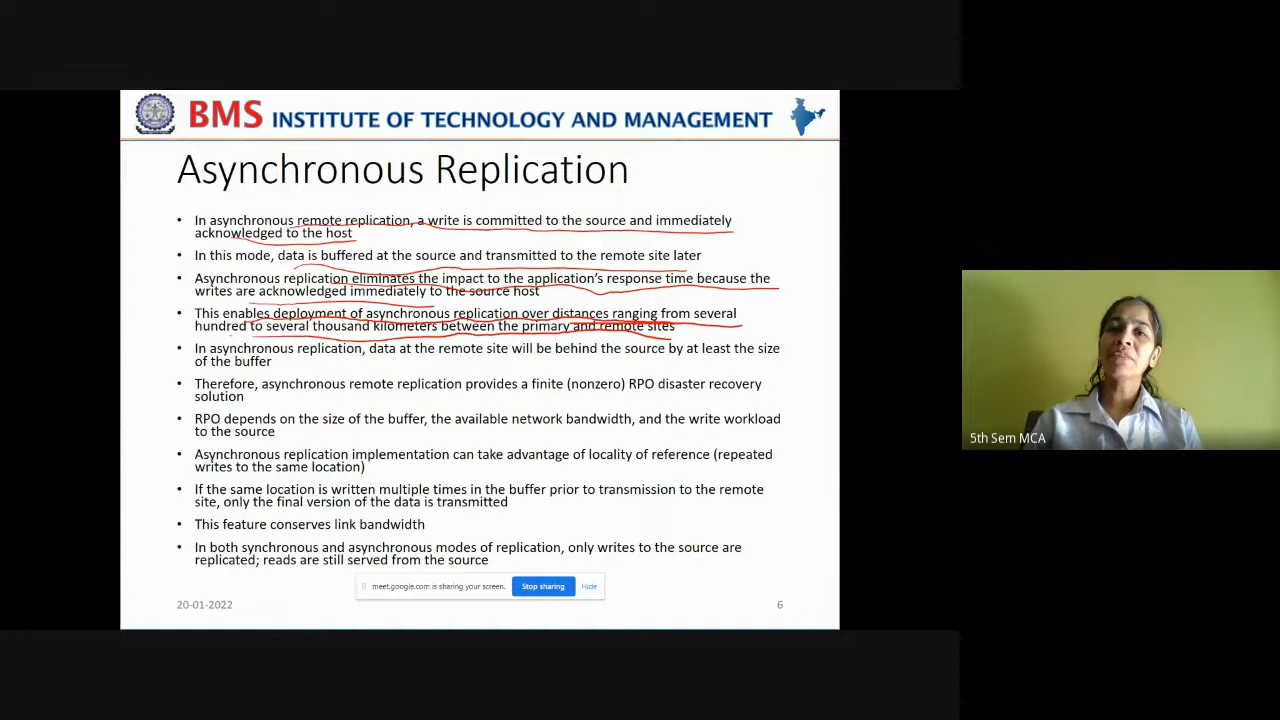 BMS INSTITUTE OF TECHNOLOGY AND MANAGEMENT
Asynchronous Replication
• In asynchronous remote replication, a write is committed to the source and immediately
acknowledged to the host
• In this mode, data is buffered at the source and transmitted to the remote site later
• Asynchronous replication eliminates the impact to the application's response time because the
writes are acknowledged immediately to the source host
• This enables deployment of asynchronous replication over distances ranging from several
hundred to several thousand kilometers between the primary and remote sites
• In asynchronous replication, data at the remote site will be behind the source by at least the size
of the buffer
• Therefore, asynchronous remote replication provides a finite (nonzero) RPO disaster recovery
solution
• RPO depends on the size of the buffer, the available network bandwidth, and the write workload
to the source
• Asynchronous replication implementation can take advantage of locality of reference (repeated
writes to the same location)
• If the same location is written multiple times in the buffer prior to transmission to the remote
site, only the final version of the data is transmitted
• This feature conserves link bandwidth
• In both synchronous and asynchronous modes of replication, only writes to the source are
replicated; reads are still served from the source
meet.google.com is sharing your screen. Stop sharing Hide
20-01-2022 6
5th Sem MCA